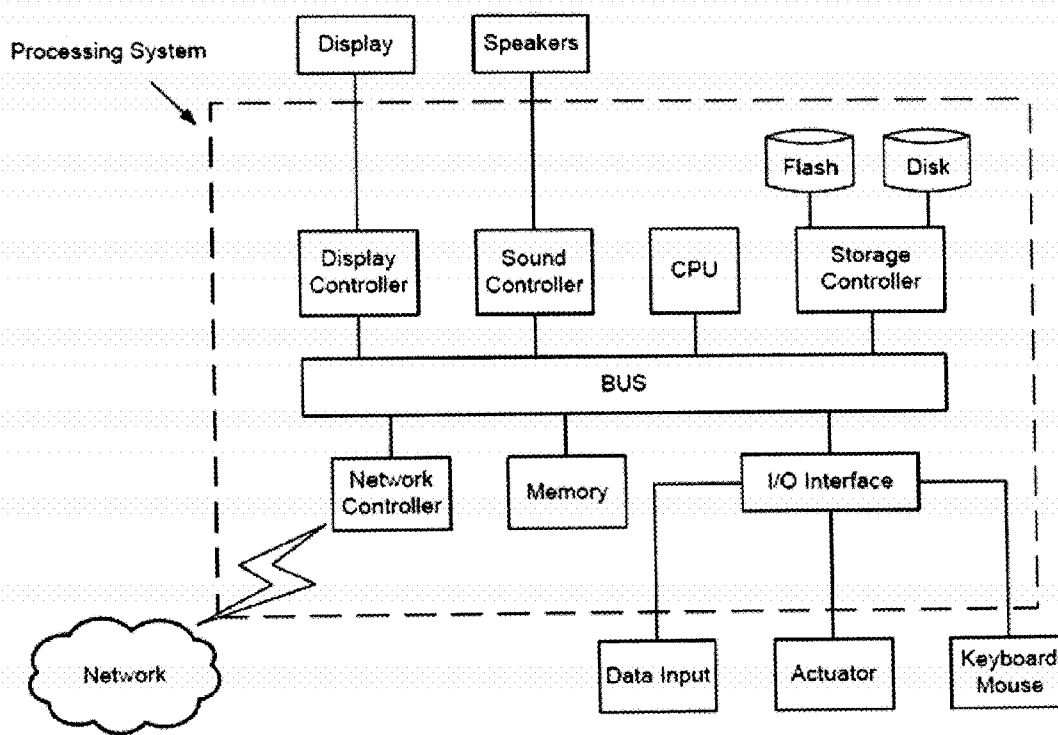 Processing System
Display
Speakers
Flash
Disk
Display
Controller
Sound
Controller
CPU
Storage
Controller
BUS
Network
Controller
Memory
I/O Interface
Network
Data Input
Actuator
Keyboard
Mouse